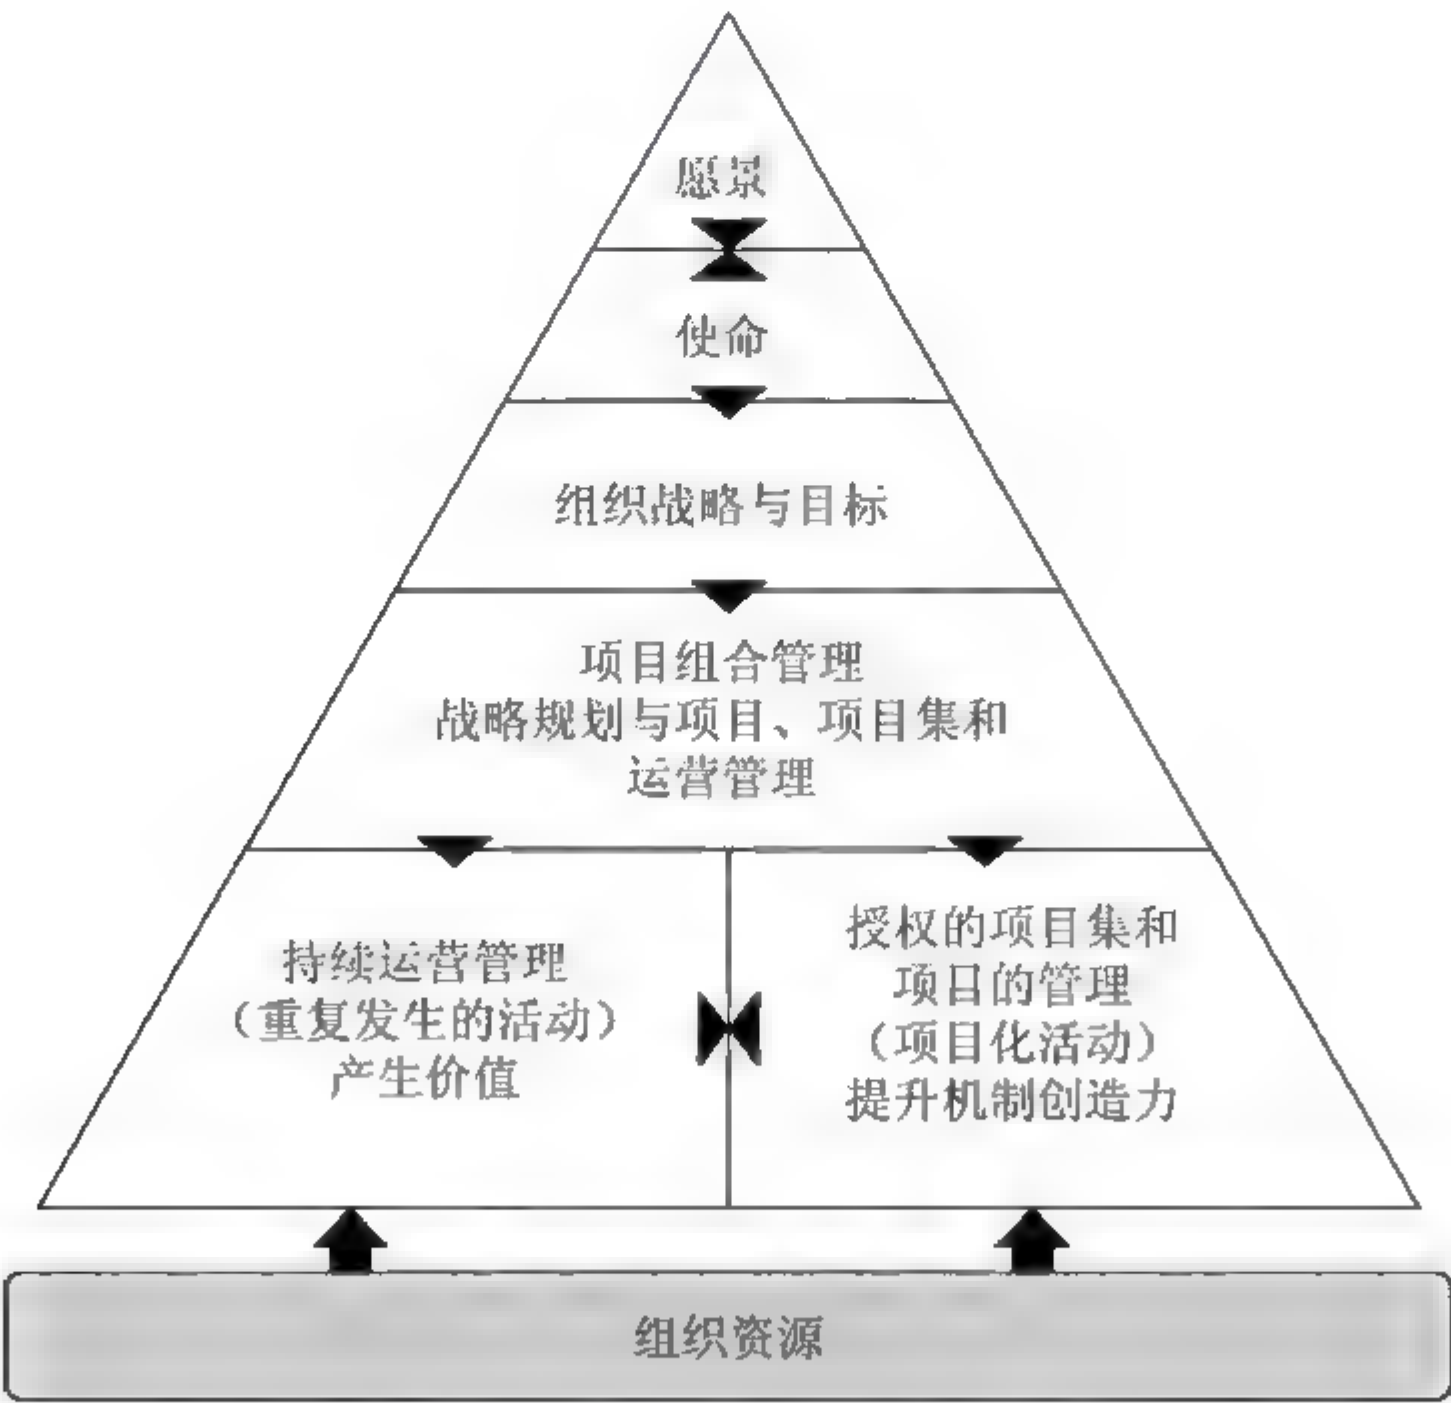 愿景
使命
组织战略与目标
项目组合管理
战略规划与项目、项目集和
运营管理
持续运营管理
（重复发生的活动）
产生价值
授权的项目集和
项目的管理
（项目化活动）
提升机制创造力
组织资源